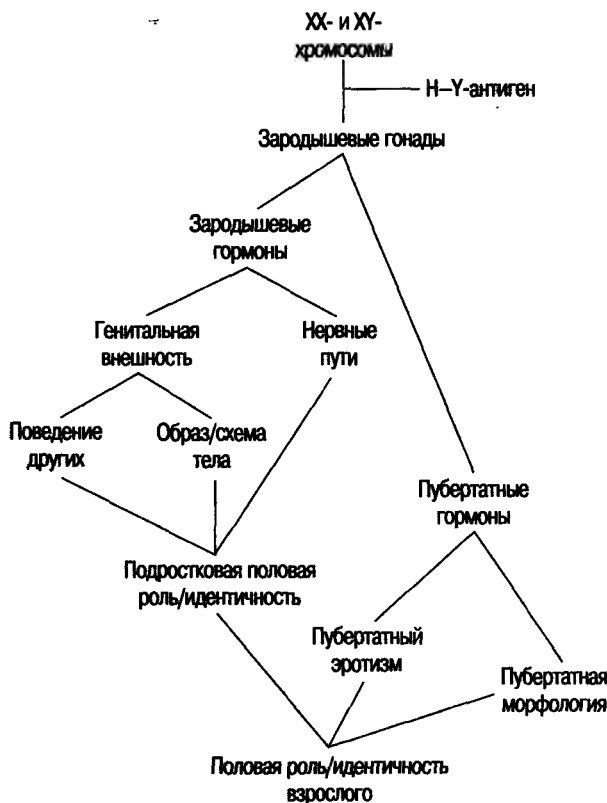 XX- и XY-
хромосомы
H–Y-антиген
Зародышевые гонады
Зародышевые
гормоны
Генитальная
внешность
Нервные
пути
Поведение
других
Образ/схема
тела
Пубертатные
гормоны
Подростковая половая
роль/идентичность
Пубертатный
эротизм
Пубертатная
морфология
Половая роль/идентичность
взрослого